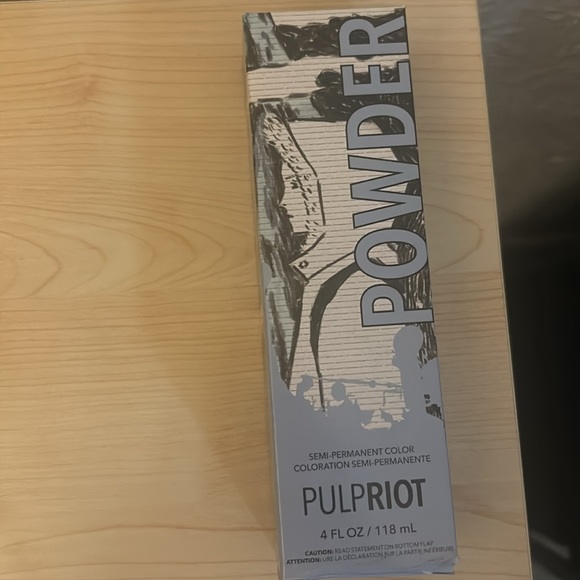 POWDER
SEMI-PERMANENT COLOR
COLORATION SEMI-PERMANENTE
PULPRIOT
4 FL OZ / 118 mL
CAUTION: READ STATEMENT ON BOTTOM FLAP
ATTENTION: LIRE LA DÉCLARATION SUR LA PARTIE INFÉRIEURE